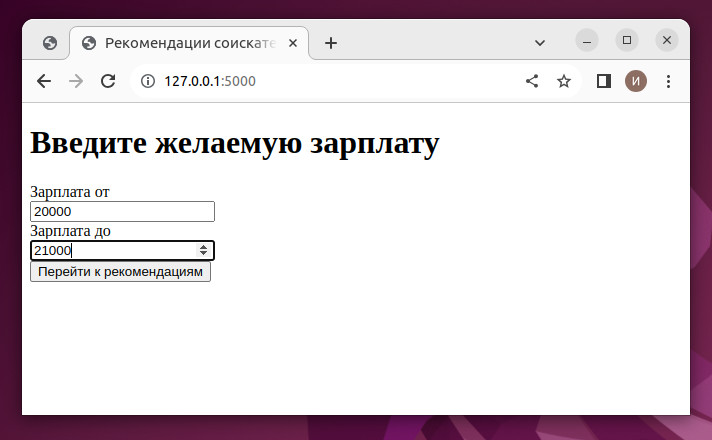 Рекомендации соискате
127.0.0.1:5000
И
Введите желаемую зарплату
Зарплата от
20000
Зарплата до
21000
Перейти к рекомендациям